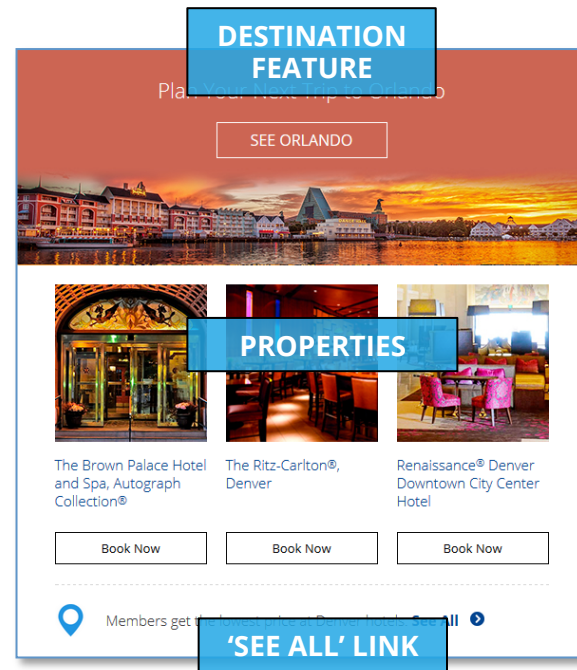 DESTINATION
FEATURE
Plan Your Next Trip to Orlando
SEE ORLANDO
PROPERTIES
The Brown Palace Hotel
and Spa, Autograph
Collection®
The Ritz-Carlton®,
Denver
Renaissance® Denver
Downtown City Center
Hotel
Book Now
Book Now
Book Now
Members get the lowest price at Denver hotels. See All
‘SEE ALL’ LINK